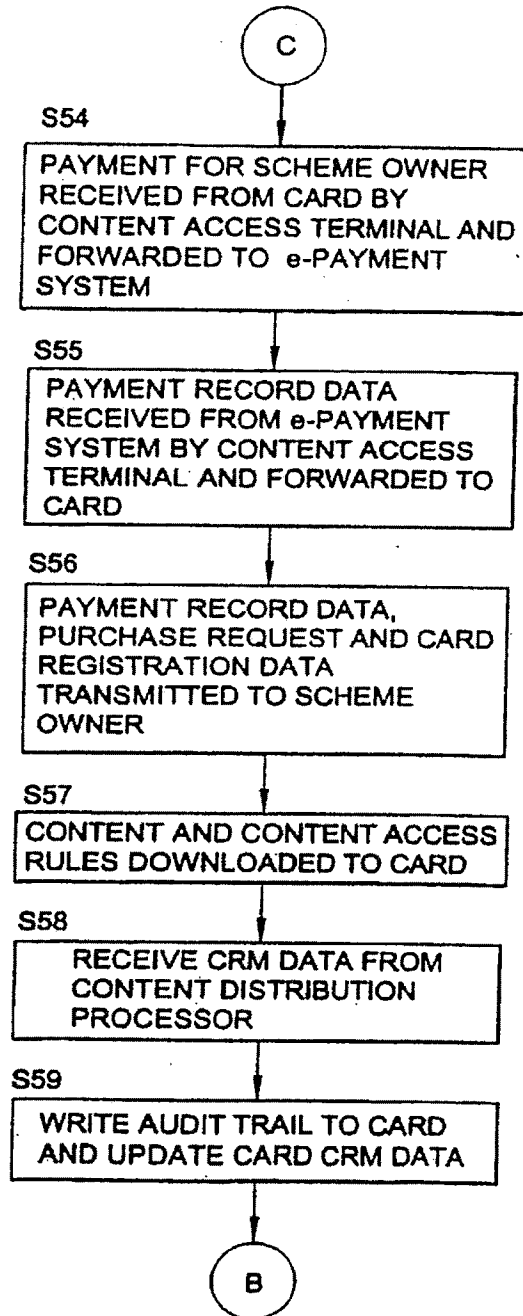 C
S54
PAYMENT FOR SCHEME OWNER
RECEIVED FROM CARD BY
CONTENT ACCESS TERMINAL AND
FORWARDED TO e-PAYMENT
SYSTEM
S55
PAYMENT RECORD DATA
RECEIVED FROM e-PAYMENT
SYSTEM BY CONTENT ACCESS
TERMINAL AND FORWARDED TO
CARD
S56
PAYMENT RECORD DATA,
PURCHASE REQUEST AND CARD
REGISTRATION DATA
TRANSMITTED TO SCHEME
OWNER
S57
CONTENT AND CONTENT ACCESS
RULES DOWNLOADED TO CARD
S58
RECEIVE CRM DATA FROM
CONTENT DISTRIBUTION
PROCESSOR
S59
WRITE AUDIT TRAIL TO CARD
AND UPDATE CARD CRM DATA
B